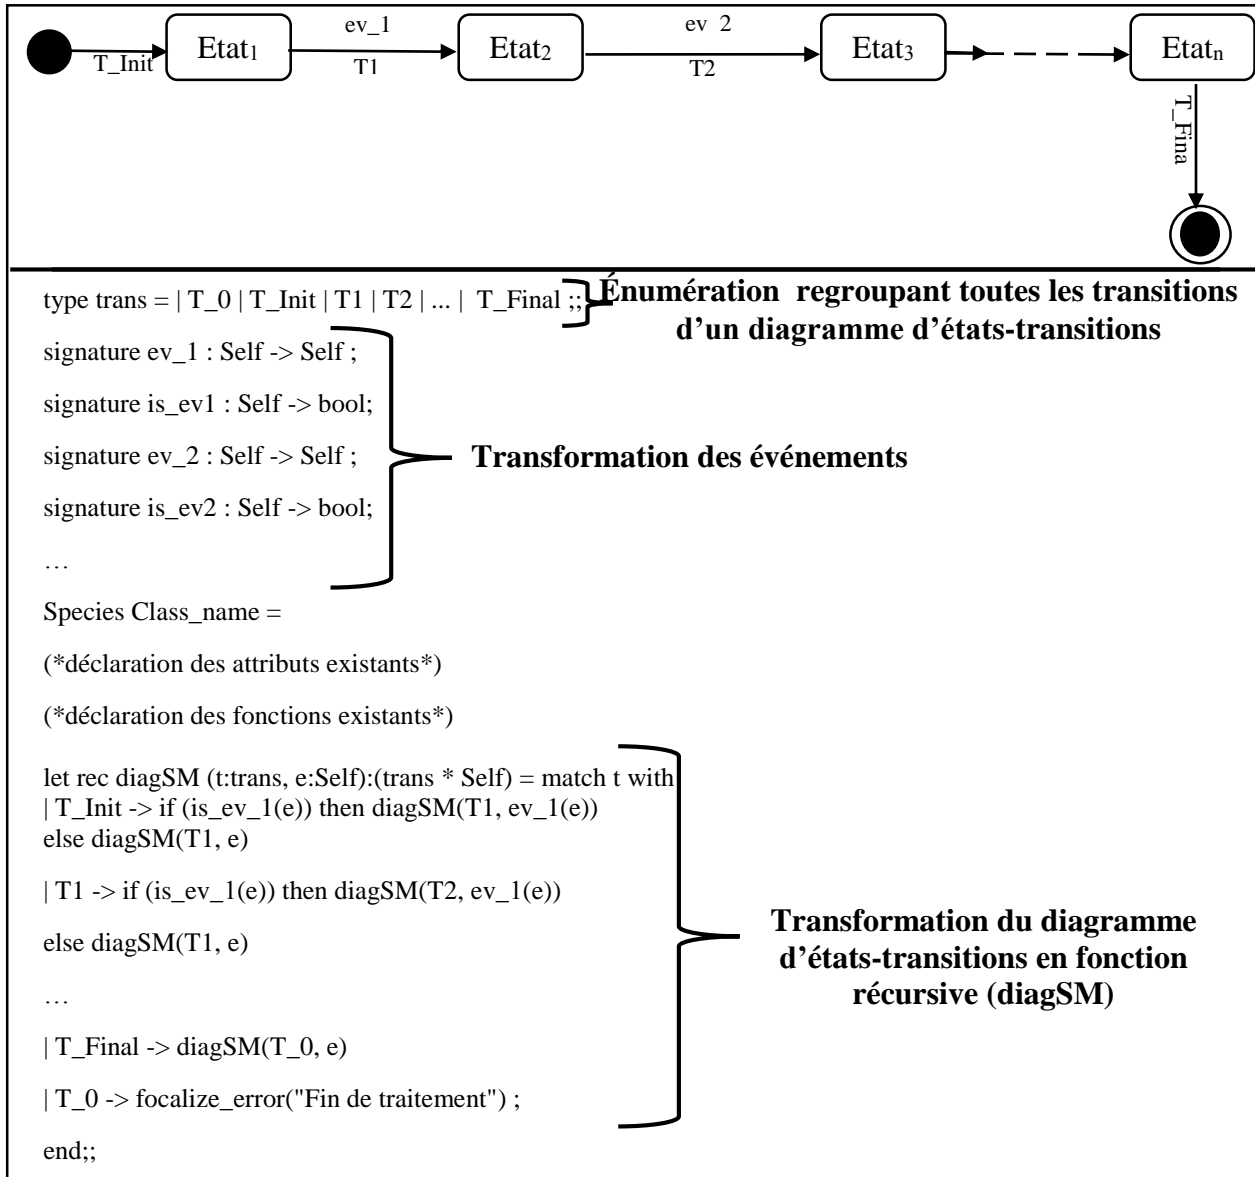 ev_1
ev 2
Etat1
Etat2
Etat3
Etatn
T_Init
T1
T2
T_Fina
type trans = | T_0 | T_Init | T1 | T2 | ... | T_Final ;;
Énumération regroupant toutes les transitions
d'un diagramme d'états-transitions
signature ev_1 : Self -> Self ;
signature is_ev1 : Self -> bool;
signature ev_2 : Self -> Self ;
Transformation des événements
signature is_ev2 : Self -> bool;
…
Species Class_name =
(*déclaration des attributs existants*)
(*déclaration des fonctions existants*)
let rec diagSM (t:trans, e:Self):(trans * Self) = match t with
| T_Init -> if (is_ev_1(e)) then diagSM(T1, ev_1(e))
else diagSM(T1, e)
| T1 -> if (is_ev_1(e)) then diagSM(T2, ev_1(e))
else diagSM(T1, e)
Transformation du diagramme
d'états-transitions en fonction
récursive (diagSM)
…
| T_Final -> diagSM(T_0, e)
| T_0 -> focalize_error("Fin de traitement") ;
end;;